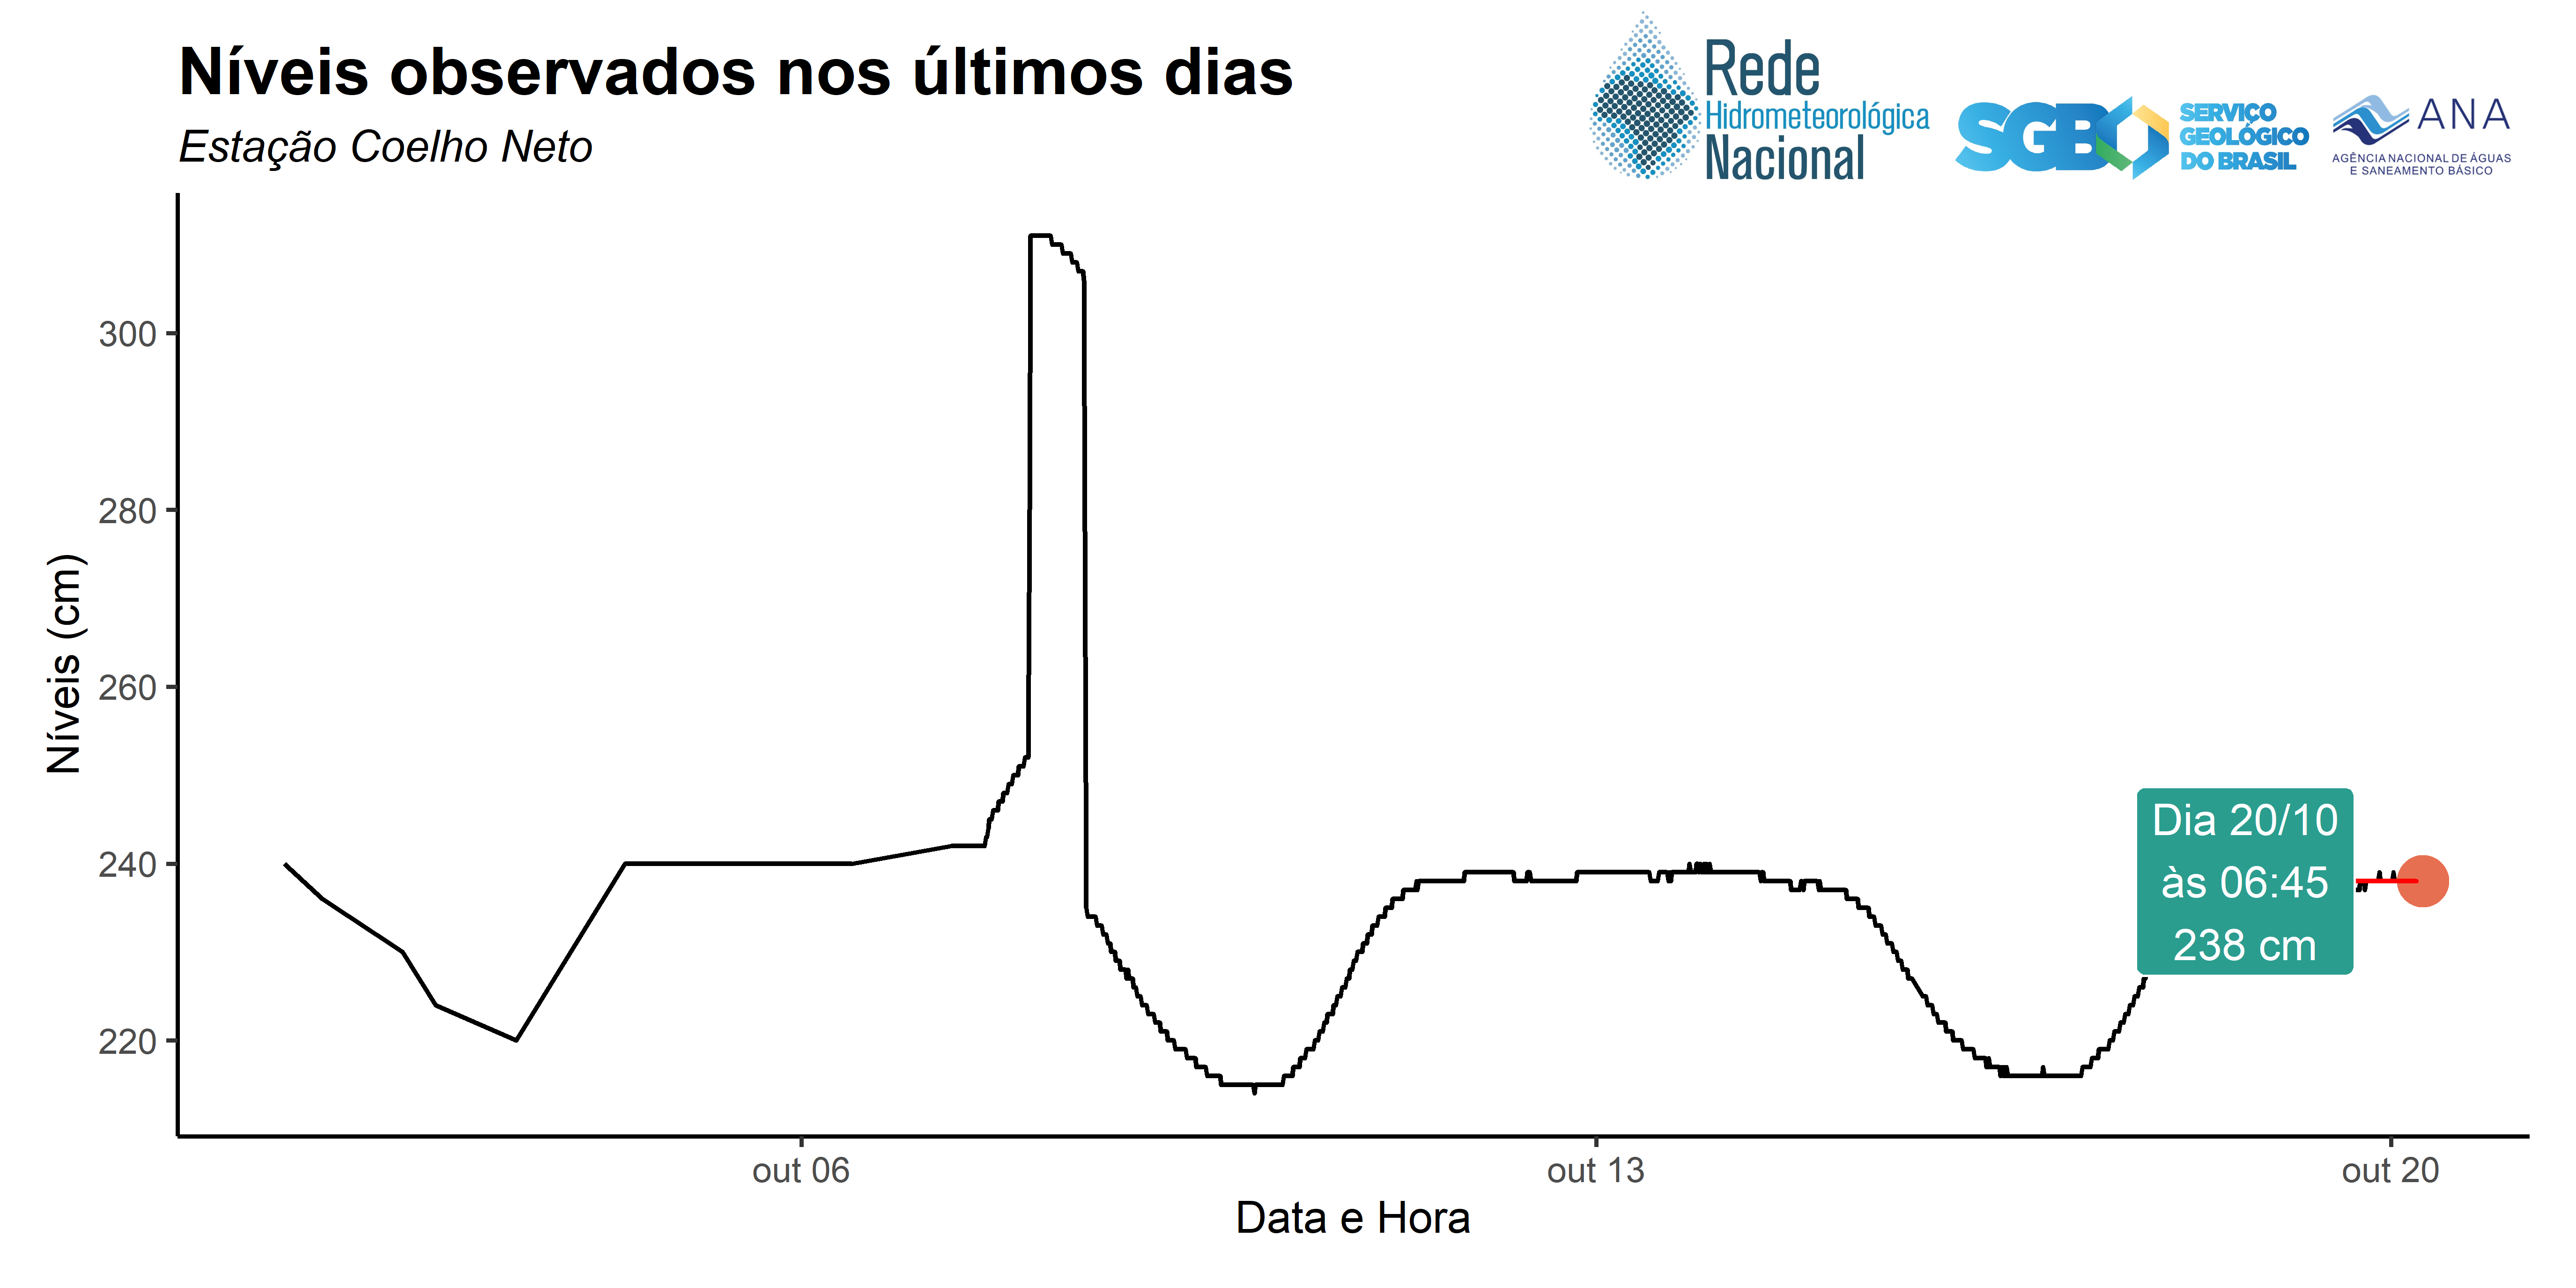 Níveis observados nos últimos dias
Estação Coelho Neto
Rede
Hidrometeorológica
Nacional
SGB
SERVIÇO
GEOLÓGICO
DO BRASIL
ANA
AGÊNCIA NACIONAL DE ÁGUAS
E SANEAMENTO BÁSICO
Níveis (cm)
300
280
260
240
220
Dia 20/10
às 06:45
238 cm
out 06
out 13
out 20
Data e Hora